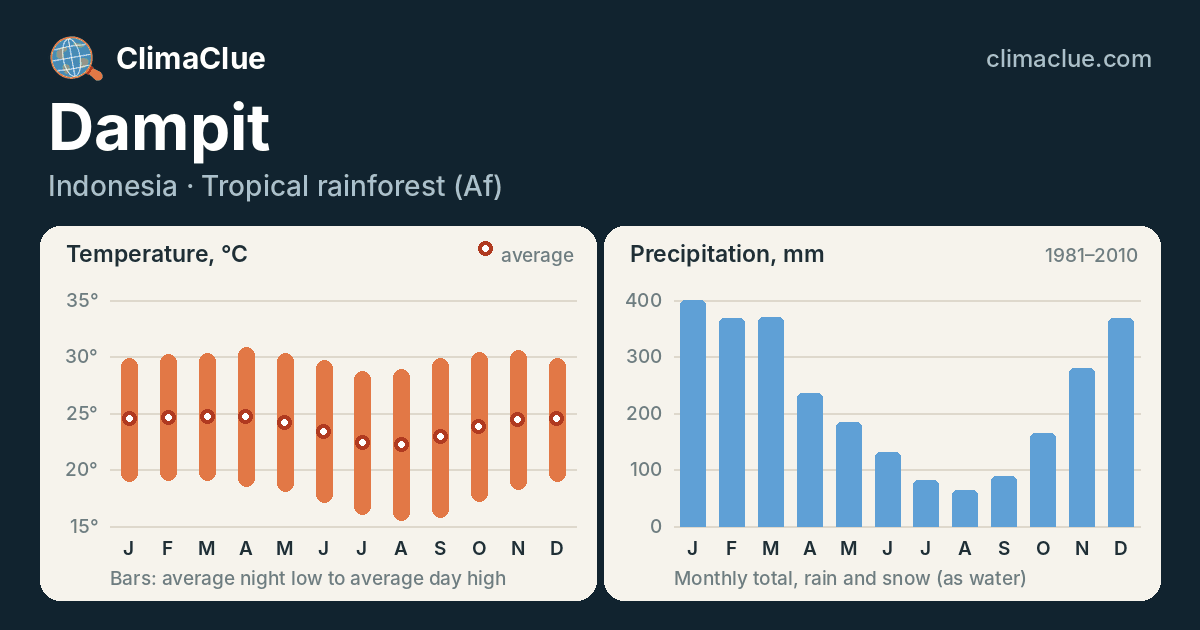 ClimaClue
climaclue.com
Dampit
Indonesia · Tropical rainforest (Af)
Temperature, °C
average
35°
30°
25°
20°
15°
J F M A M J J A S O N D
Bars: average night low to average day high
Precipitation, mm
1981–2010
400
300
200
100
0
J F M A M J J A S O N D
Monthly total, rain and snow (as water)